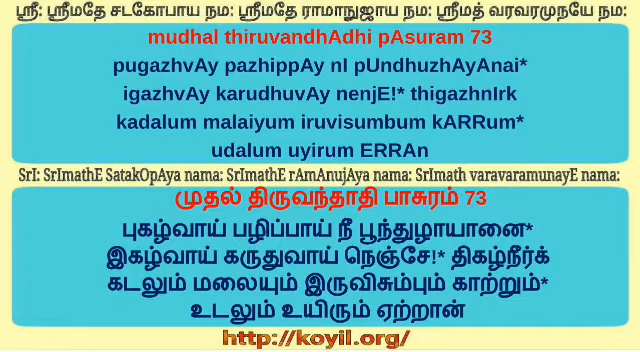 ஸ்ரீ: ஸ்ரீமதே சடகோபாய நம: ஸ்ரீமதே ராமாநுஜாய நம: ஸ்ரீமத் வரவரமுநயே நம:
mudhal thiruvandhAdhi pAsuram 73
pugazhvAy pazhippAy nI pUndhuzhAyAnai*
igazhvAy karudhuvAy nenjE!* thigazhnIrk
kadalum malaiyum iruvisumbum kARRum*
udalum uyirum ERRAn
SrI: SrImathE SatakOpAya nama: SrImathE rAmAnujAya nama: SrImath varavaramunayE nama:
முதல் திருவந்தாதி பாசுரம் 73
புகழ்வாய் பழிப்பாய் நீ பூந்துழாயானை*
இகழ்வாய் கருதுவாய் நெஞ்சே!* திகழ்நீர்க்
கடலும் மலையும் இருவிசும்பும் காற்றும்*
உடலும் உயிரும் ஏற்றான்
http://koyil.org/